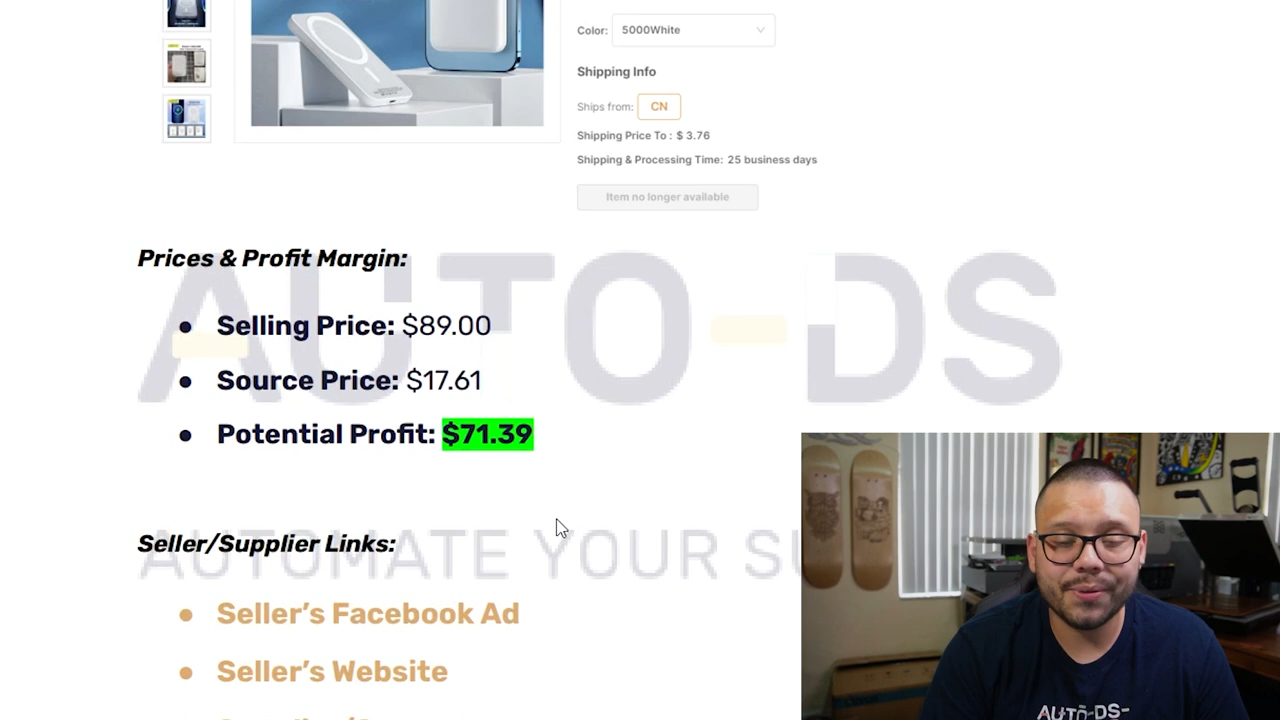 Color: 5000White
Shipping Info
Ships from: CN
Shipping Price To : $ 3.76
Shipping & Processing Time: 25 business days
Item no longer available
Prices & Profit Margin:
AUTO-DS
● Selling Price: $89.00
● Source Price: $17.61
● Potential Profit: $71.39
Seller/Supplier Links:
AUTOMATE YOUR SU
● Seller’s Facebook Ad
● Seller’s Website
AUTO-DS-